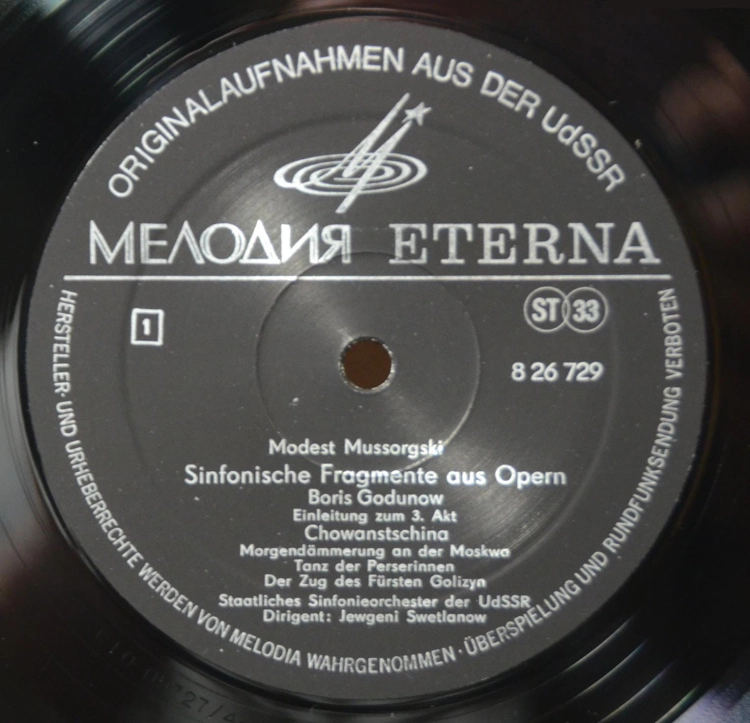 ORIGINALAUFNAHMEN AUS DER UdSSR
МЕЛОДИЯ ETERNA
ST 33
1
8 26 729
Modest Mussorgski
Sinfonische Fragmente aus Opern
Boris Godunow
Einleitung zum 3. Akt
Chowanstschina
Morgendämmerung an der Moskwa
Tanz der Perserinnen
Der Zug des Fürsten Golizyn
Staatliches Sinfonieorchester der UdSSR
Dirigent: Jewgeni Swetlanow
HERSTELLER- UND URHEBERRECHTE WERDEN VON MELODIA WAHRGENOMMEN · ÜBERSPIELUNG UND RUNDFUNKSENDUNG VERBOTEN